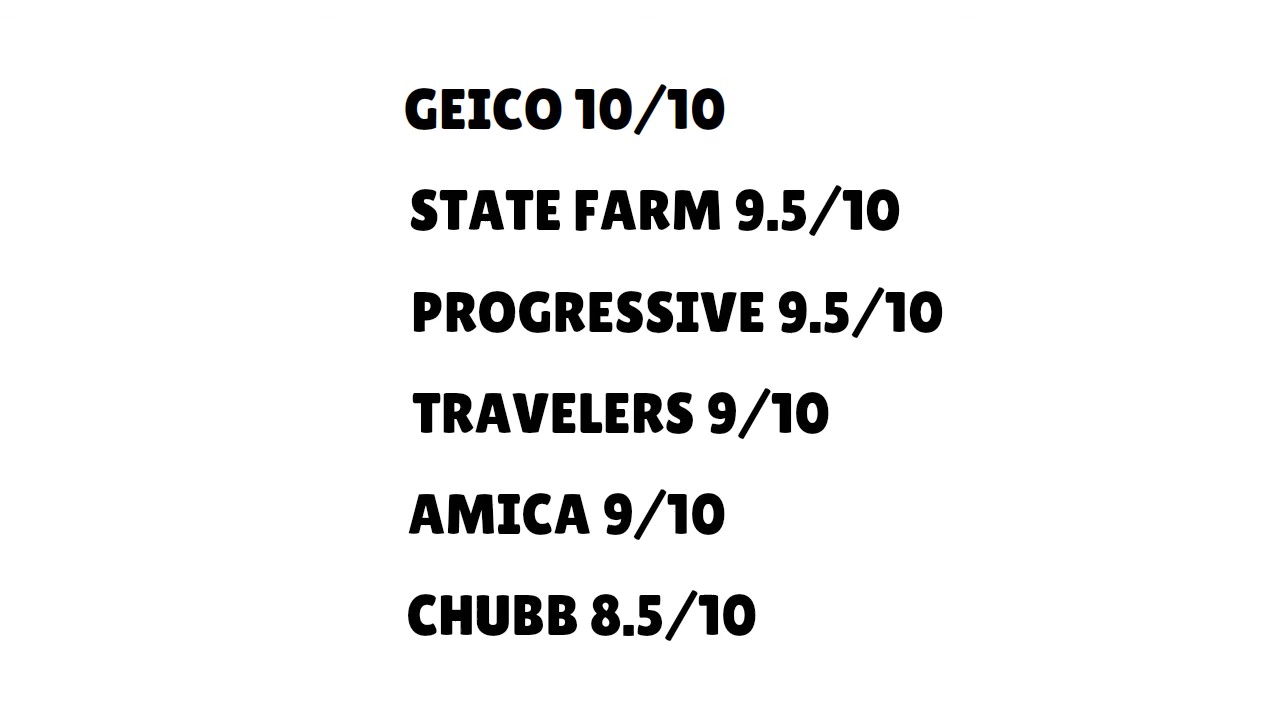 GEICO 10/10
STATE FARM 9.5/10
PROGRESSIVE 9.5/10
TRAVELERS 9/10
AMICA 9/10
CHUBB 8.5/10